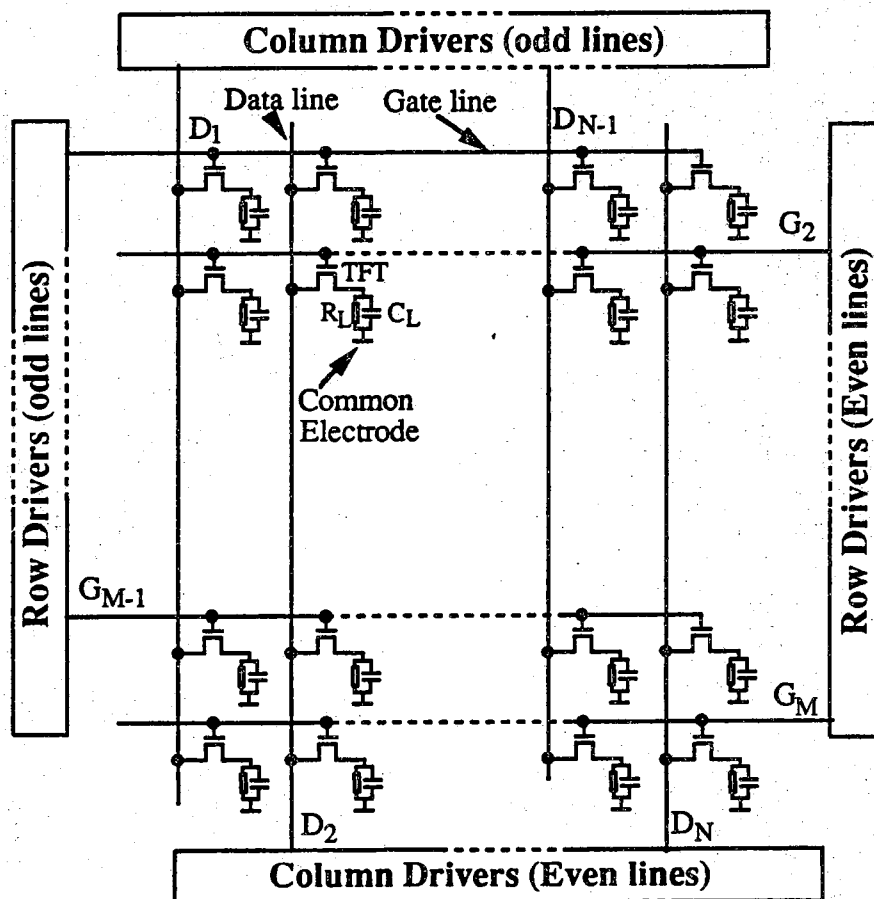 Column Drivers (odd lines)
Data line
Gate line
D1
DN-1
G2
TFT
RL
CL
Common
Electrode
Row Drivers (odd lines)
Row Drivers (Even lines)
GM-1
GM
D2
DN
Column Drivers (Even lines)